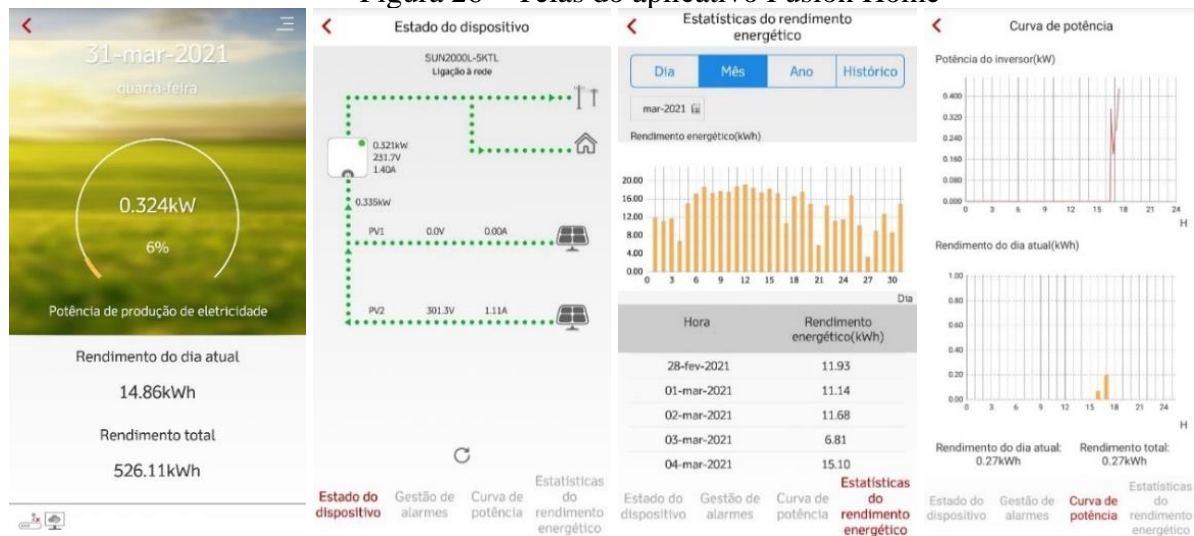 Figura 26 – Telas do aplicativo Fusion Home
31-mar-2021
quarta-feira
0.324kW
6%
Potência de produção de eletricidade
Rendimento do dia atual
14.86kWh
Rendimento total
526.11kWh
Estado do dispositivo
SUN2000L-5KTL
Ligação à rede
0.321kW
231.7V
1.40A
0.335kW
PV1 0.0V 0.00A
PV2 301.3V 1.11A
Estado do dispositivo
Gestão de alarmes
Curva de potência
Estatísticas do rendimento energético
Estatísticas do rendimento
energético
Dia Mês Ano Histórico
mar-2021
Rendimento energético(kWh)
20.00
16.00
12.00
8.00
4.00
0.00
0 3 6 9 12 15 18 21 24 27 30
Dia
Hora Rendimento energético(kWh)
28-fev-2021 11.93
01-mar-2021 11.14
02-mar-2021 11.68
03-mar-2021 6.81
04-mar-2021 15.10
Estado do dispositivo
Gestão de alarmes
Curva de potência
Estatísticas do rendimento energético
Curva de potência
Potência do inversor(kW)
0.400
0.320
0.240
0.160
0.080
0.000
0 3 6 9 12 15 18 21 24
H
Rendimento do dia atual(kWh)
1.00
0.80
0.60
0.40
0.20
0.00
0 3 6 9 12 15 18 21 24
H
Rendimento do dia atual: Rendimento total:
0.27kWh 0.27kWh
Estado do dispositivo
Gestão de alarmes
Curva de potência
Estatísticas do rendimento energético